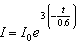 I = I₀e^{3(-t/0.6)}